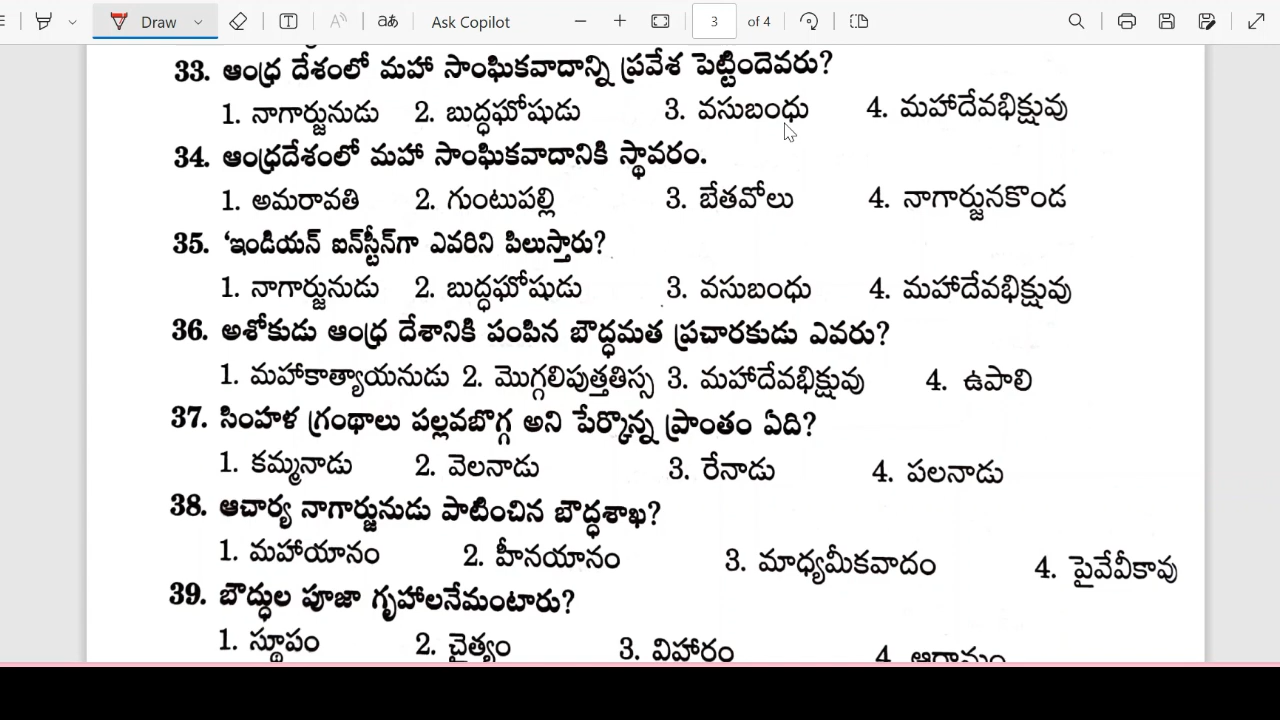 Draw
T
A))
aあ
Ask Copilot
3
of 4
33. ఆంధ్ర దేశంలో మహా సాంఘికవాదాన్ని ప్రవేశ పెట్టిందెవరు?
1. నాగార్జునుడు 2. బుద్ధఘోషుడు 3. వసుబంధు 4. మహాదేవభిక్షువు
34. ఆంధ్రదేశంలో మహా సాంఘికవాదానికి స్థావరం.
1. అమరావతి 2. గుంటుపల్లి 3. బేతవోలు 4. నాగార్జునకొండ
35. 'ఇండియన్ ఐన్‌స్టీన్‌గా ఎవరిని పిలుస్తారు?
1. నాగార్జునుడు 2. బుద్ధఘోషుడు 3. వసుబంధు 4. మహాదేవభిక్షువు
36. అశోకుడు ఆంధ్ర దేశానికి పంపిన బౌద్ధమత ప్రచారకుడు ఎవరు?
1. మహాకాత్యాయనుడు 2. మొగ్గలిపుత్తతిస్స 3. మహాదేవభిక్షువు 4. ఉపాలి
37. సింహళ గ్రంథాలు పల్లవబొగ్గ అని పేర్కొన్న ప్రాంతం ఏది?
1. కమ్మనాడు 2. వెలనాడు 3. రేనాడు 4. పలనాడు
38. ఆచార్య నాగార్జునుడు పాటించిన బౌద్ధశాఖ?
1. మహాయానం 2. హీనయానం 3. మాధ్యమీకవాదం 4. పైవేవీకావు
39. బౌద్ధుల పూజా గృహాలనేమంటారు?
1. స్థూపం 2. చైత్యం 3. విహారం 4. ఆరామం